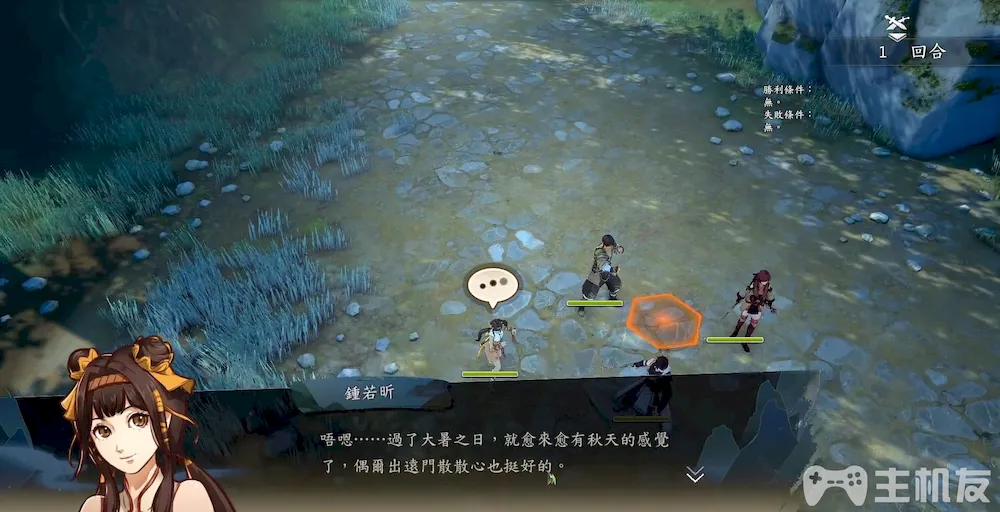 1 回合
勝利條件：
無。
失敗條件：
無。
鍾若昕
唔嗯……過了大暑之日，就愈來愈有秋天的感覺
了，偶爾出遠門散散心也挺好的。
主机友